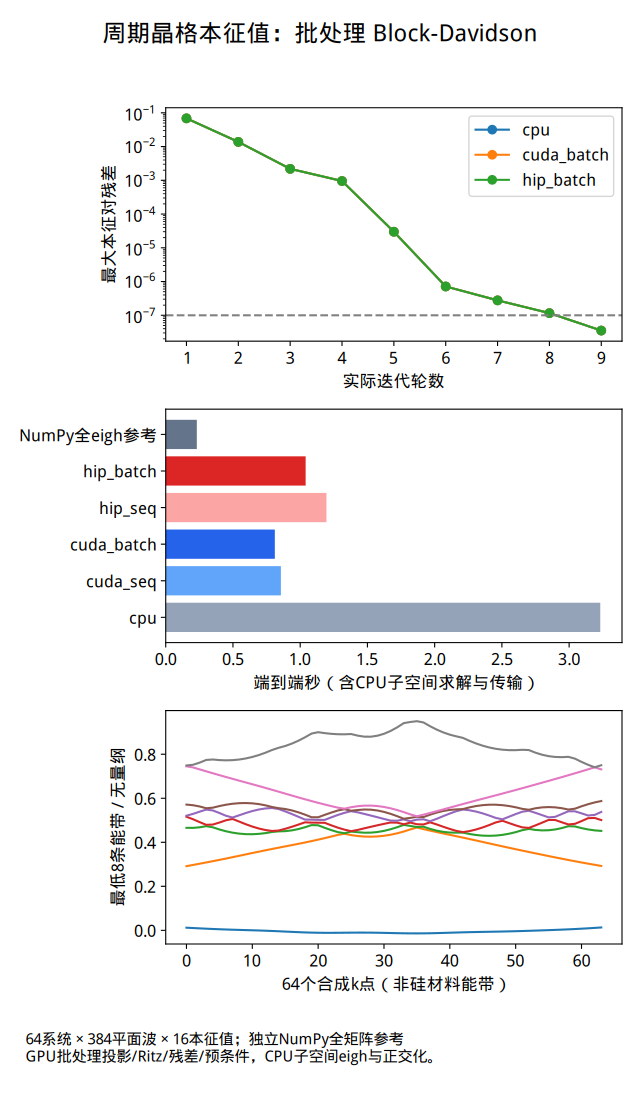 周期晶格本征值：批处理 Block-Davidson
最大本征对残差
10⁻¹
10⁻²
10⁻³
10⁻⁴
10⁻⁵
10⁻⁶
10⁻⁷
cpu
cuda_batch
hip_batch
1 2 3 4 5 6 7 8 9
实际迭代轮数
NumPy全eigh参考
hip_batch
hip_seq
cuda_batch
cuda_seq
cpu
0.0 0.5 1.0 1.5 2.0 2.5 3.0
端到端秒（含CPU子空间求解与传输）
最低8条能带 / 无量纲
0.8
0.6
0.4
0.2
0.0
0 10 20 30 40 50 60
64个合成k点（非硅材料能带）
64系统 × 384平面波 × 16本征值；独立NumPy全矩阵参考
GPU批处理投影/Ritz/残差/预条件，CPU子空间eigh与正交化。